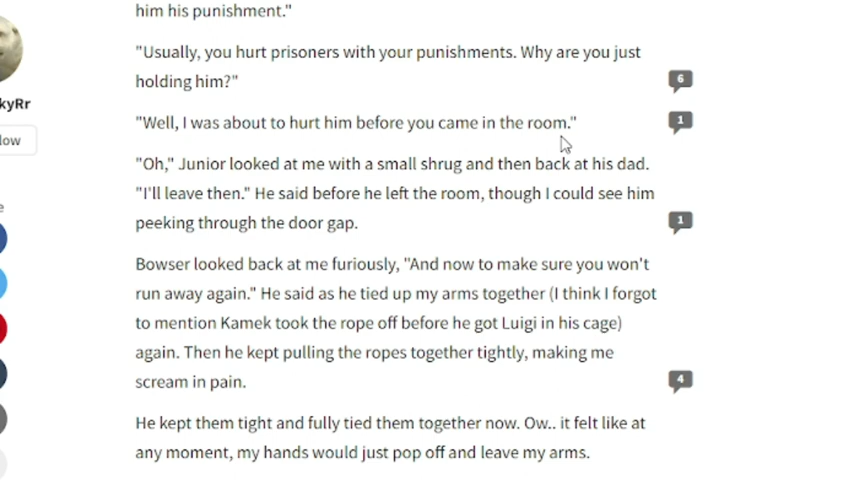 him his punishment."
"Usually, you hurt prisoners with your punishments. Why are you just
holding him?"
6
kyRr
"Well, I was about to hurt him before you came in the room."
1
low
"Oh," Junior looked at me with a small shrug and then back at his dad.
"I'll leave then." He said before he left the room, though I could see him
e
peeking through the door gap.
1
Bowser looked back at me furiously, "And now to make sure you won't
run away again." He said as he tied up my arms together (I think I forgot
to mention Kamek took the rope off before he got Luigi in his cage)
again. Then he kept pulling the ropes together tightly, making me
scream in pain.
4
He kept them tight and fully tied them together now. Ow.. it felt like at
any moment, my hands would just pop off and leave my arms.